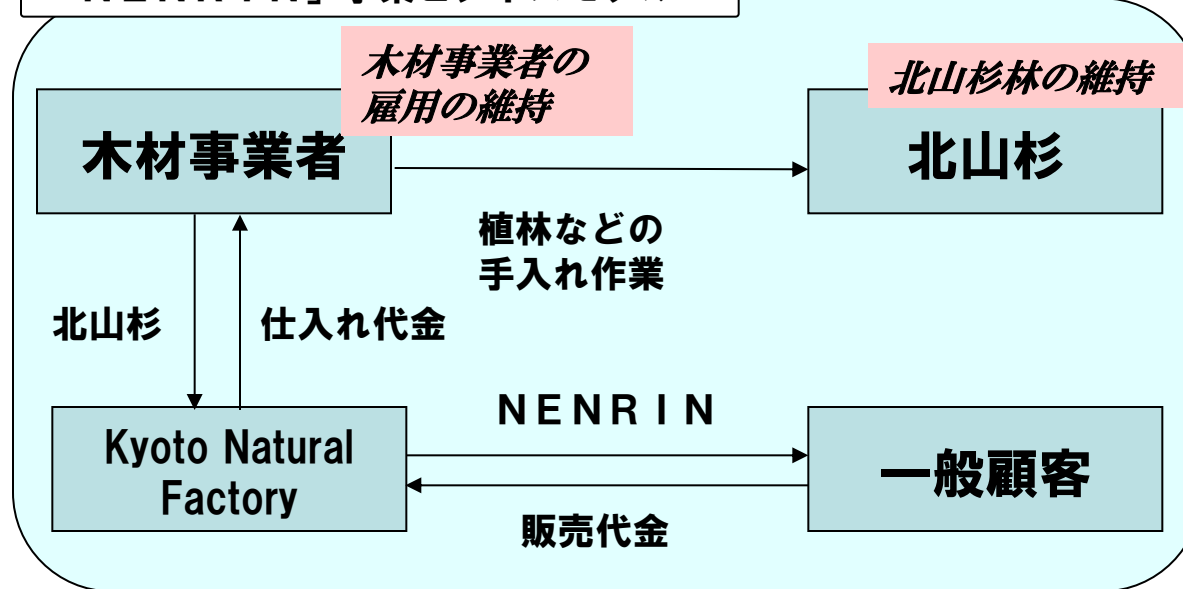 木材事業者の
雇用の維持
北山杉林の維持
木材事業者
北山杉
植林などの
手入れ作業
北山杉
仕入れ代金
NENRIN
Kyoto Natural
Factory
一般顧客
販売代金